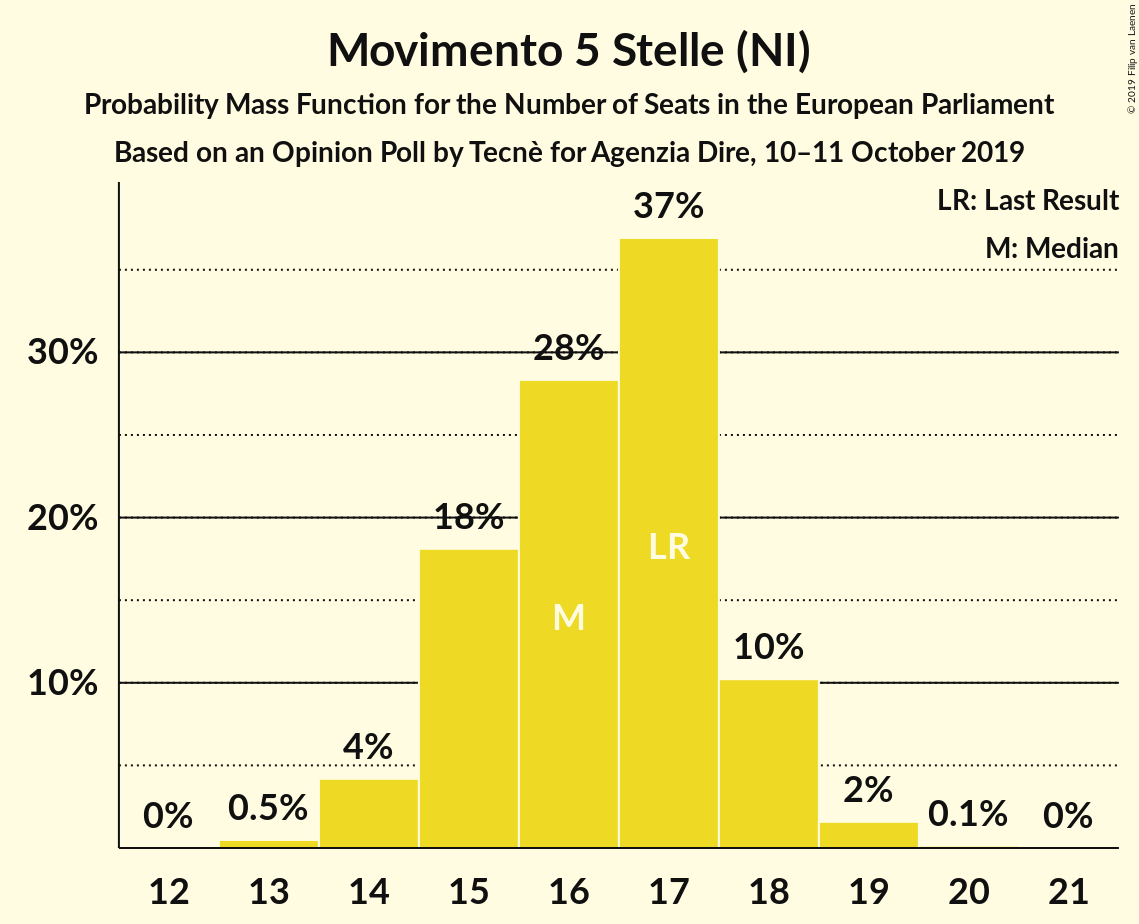 Movimento 5 Stelle (NI)
Probability Mass Function for the Number of Seats in the European Parliament
Based on an Opinion Poll by Tecnè for Agenzia Dire, 10–11 October 2019
© 2019 Filip van Laenen
LR: Last Result
M: Median
37%
30%
28%
20%
18%
LR
M
10%
10%
4%
2%
0%
0.5%
0.1%
0%
12 13 14 15 16 17 18 19 20 21